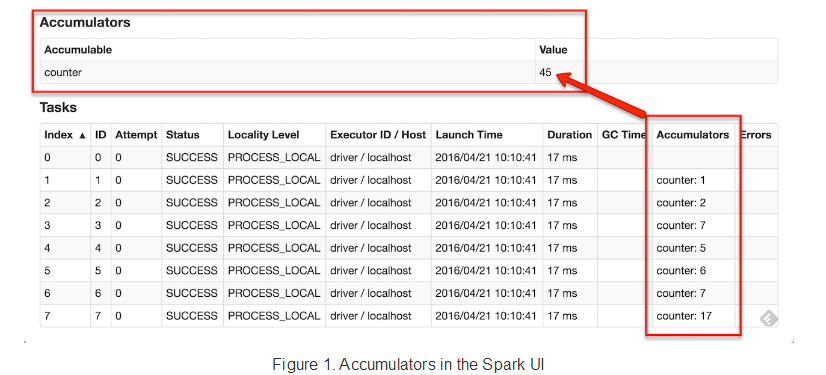 Accumulators
Accumulable Value
counter 45
Tasks
Index ▲ ID Attempt Status Locality Level Executor ID / Host Launch Time Duration GC Time Accumulators Errors
0 0 0 SUCCESS PROCESS_LOCAL driver / localhost 2016/04/21 10:10:41 17 ms
1 1 0 SUCCESS PROCESS_LOCAL driver / localhost 2016/04/21 10:10:41 17 ms counter: 1
2 2 0 SUCCESS PROCESS_LOCAL driver / localhost 2016/04/21 10:10:41 17 ms counter: 2
3 3 0 SUCCESS PROCESS_LOCAL driver / localhost 2016/04/21 10:10:41 17 ms counter: 7
4 4 0 SUCCESS PROCESS_LOCAL driver / localhost 2016/04/21 10:10:41 17 ms counter: 5
5 5 0 SUCCESS PROCESS_LOCAL driver / localhost 2016/04/21 10:10:41 17 ms counter: 6
6 6 0 SUCCESS PROCESS_LOCAL driver / localhost 2016/04/21 10:10:41 17 ms counter: 7
7 7 0 SUCCESS PROCESS_LOCAL driver / localhost 2016/04/21 10:10:41 17 ms counter: 17
Figure 1. Accumulators in the Spark UI